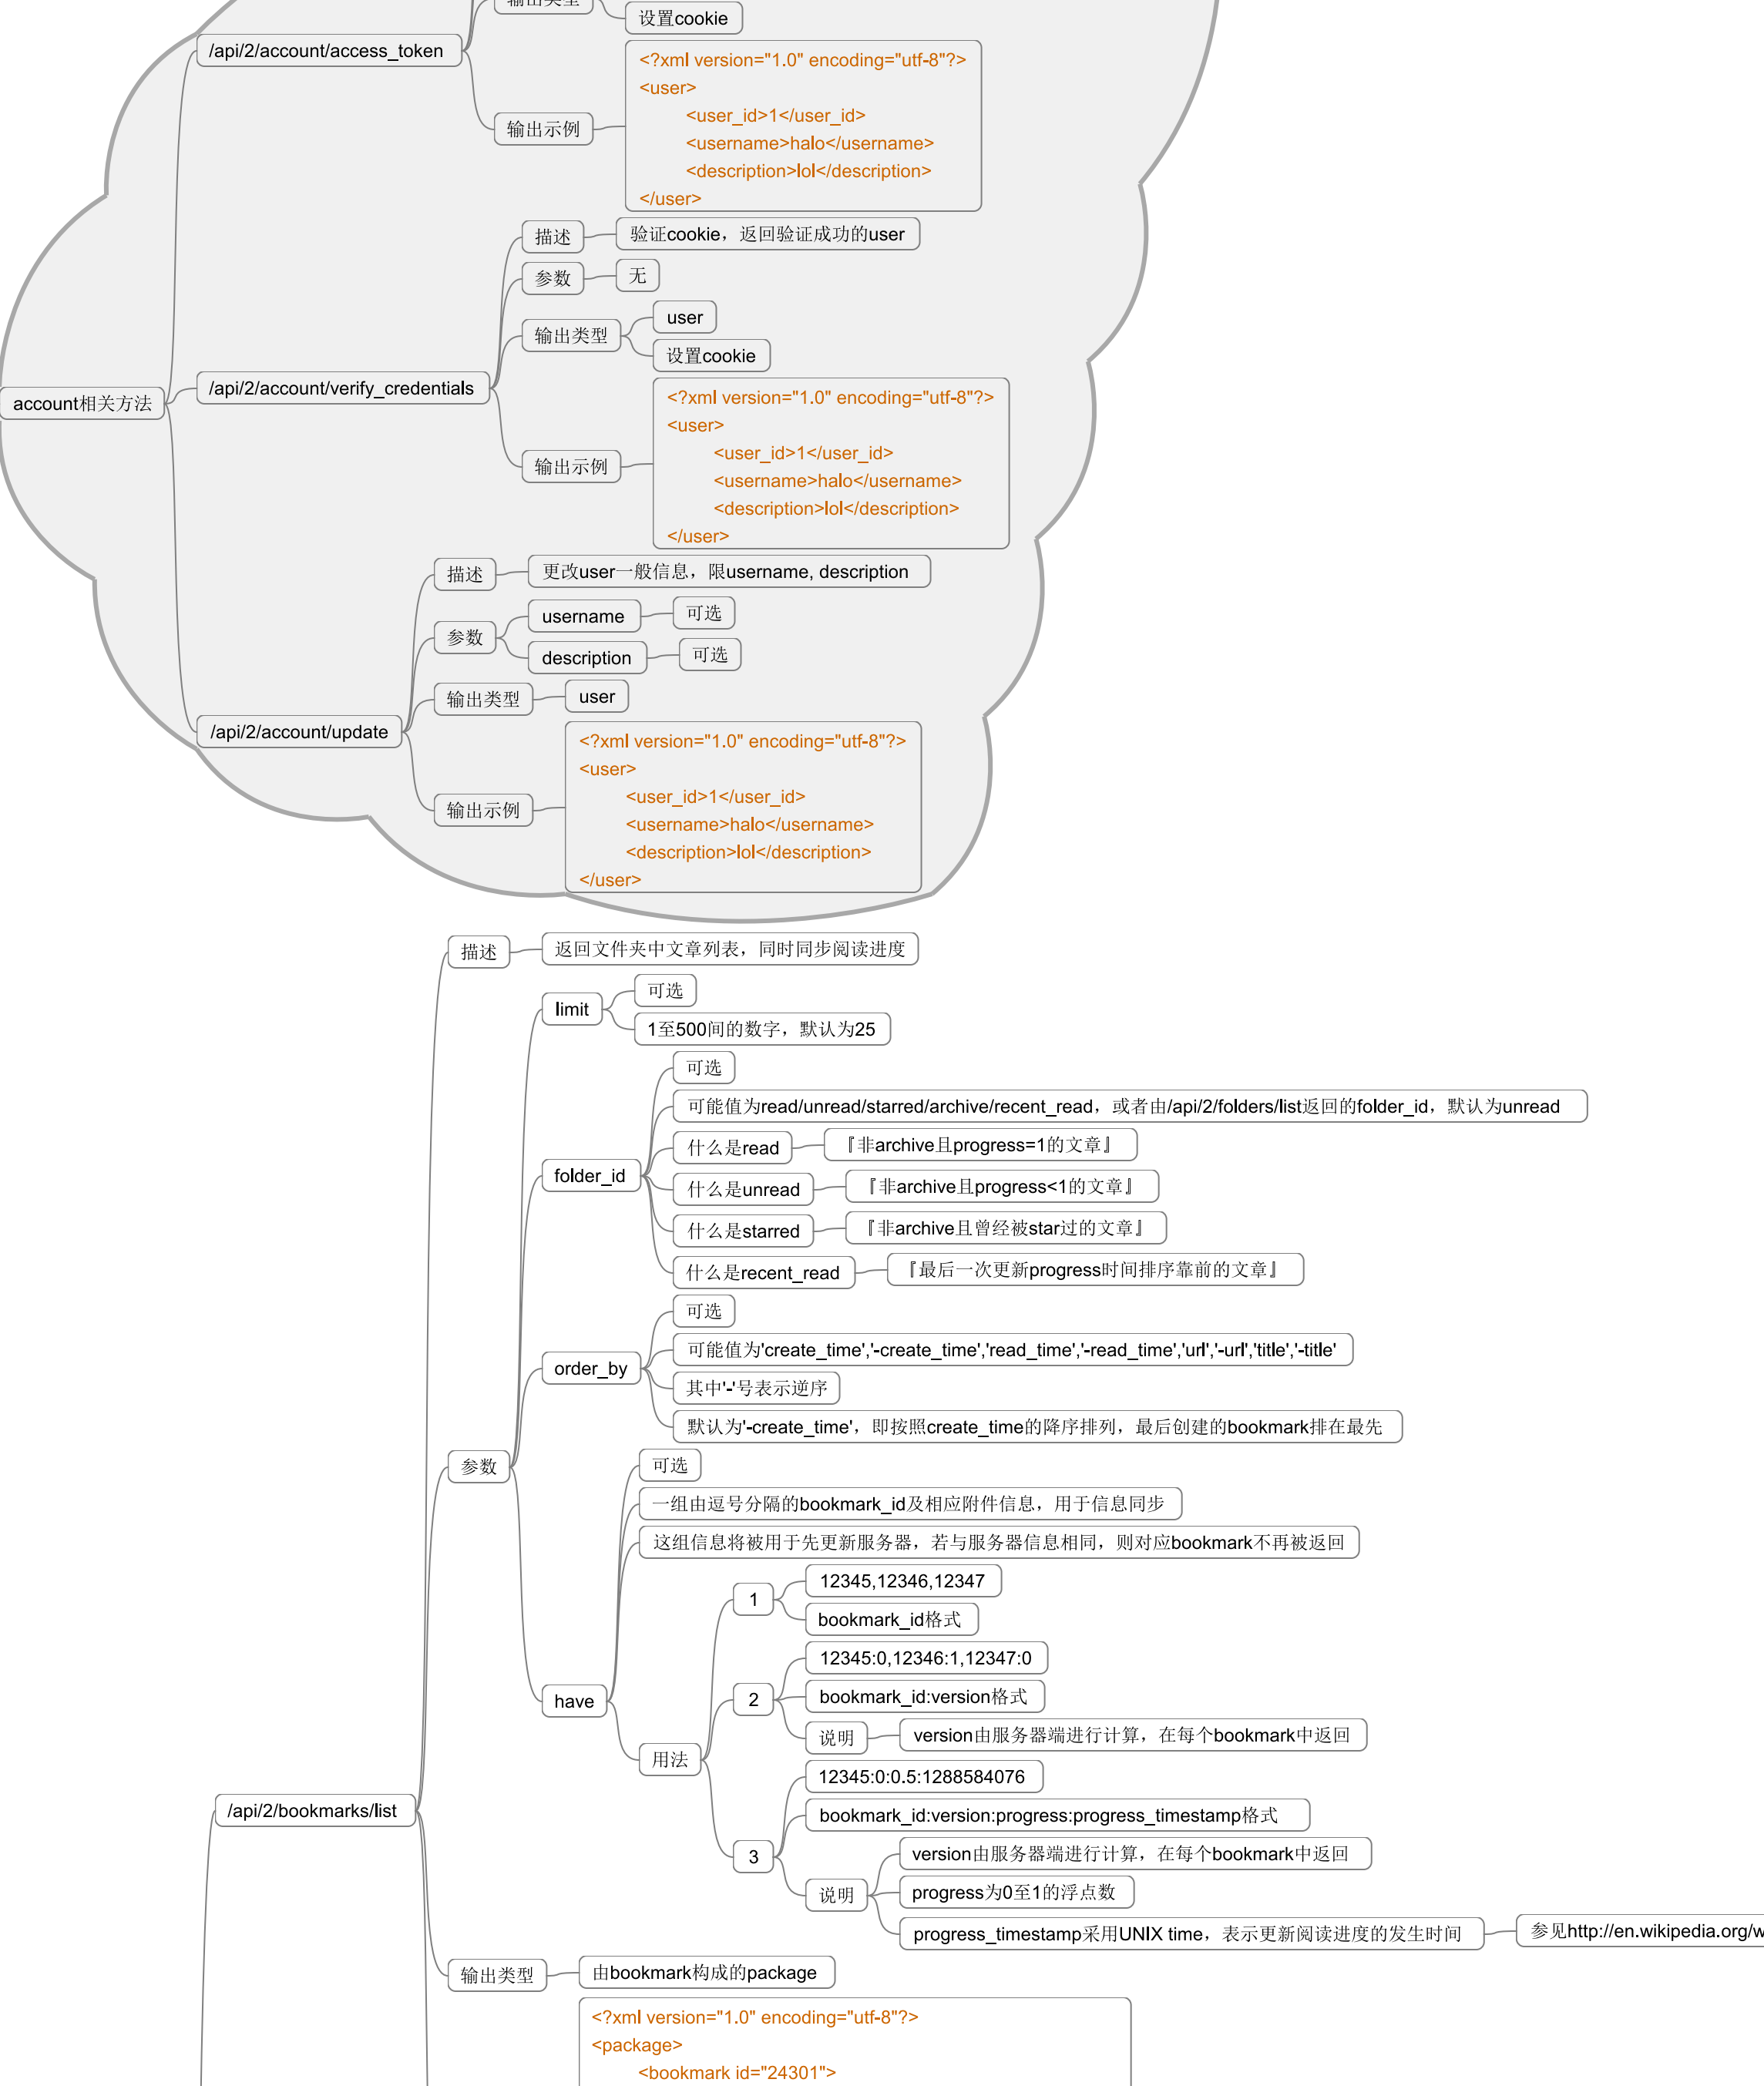 输出类型
设置cookie
/api/2/account/access_token
<?xml version="1.0" encoding="utf-8"?>
<user>
<user_id>1</user_id>
<username>halo</username>
<description>lol</description>
</user>
输出示例
描述
验证cookie，返回验证成功的user
参数
无
输出类型
user
设置cookie
account相关方法
/api/2/account/verify_credentials
<?xml version="1.0" encoding="utf-8"?>
<user>
<user_id>1</user_id>
<username>halo</username>
<description>lol</description>
</user>
输出示例
描述
更改user一般信息，限username, description
参数
username
可选
description
可选
输出类型
user
/api/2/account/update
<?xml version="1.0" encoding="utf-8"?>
<user>
<user_id>1</user_id>
<username>halo</username>
<description>lol</description>
</user>
输出示例
描述
返回文件夹中文章列表，同时同步阅读进度
limit
可选
1至500间的数字，默认为25
folder_id
可选
可能值为read/unread/starred/archive/recent_read，或者由/api/2/folders/list返回的folder_id，默认为unread
什么是read
『非archive且progress=1的文章』
什么是unread
『非archive且progress<1的文章』
什么是starred
『非archive且曾经被star过的文章』
什么是recent_read
『最后一次更新progress时间排序靠前的文章』
order_by
可选
可能值为'create_time','-create_time','read_time','-read_time','url','-url','title','-title'
其中'-'号表示逆序
默认为'-create_time'，即按照create_time的降序排列，最后创建的bookmark排在最先
参数
have
可选
一组由逗号分隔的bookmark_id及相应附件信息，用于信息同步
这组信息将被用于先更新服务器，若与服务器信息相同，则对应bookmark不再被返回
用法
1
12345,12346,12347
bookmark_id格式
2
12345:0,12346:1,12347:0
bookmark_id:version格式
说明
version由服务器端进行计算，在每个bookmark中返回
3
12345:0:0.5:1288584076
bookmark_id:version:progress:progress_timestamp格式
说明
version由服务器端进行计算，在每个bookmark中返回
progress为0至1的浮点数
progress_timestamp采用UNIX time，表示更新阅读进度的发生时间
参见http://en.wikipedia.org/w
/api/2/bookmarks/list
输出类型
由bookmark构成的package
<?xml version="1.0" encoding="utf-8"?>
<package>
<bookmark id="24301">